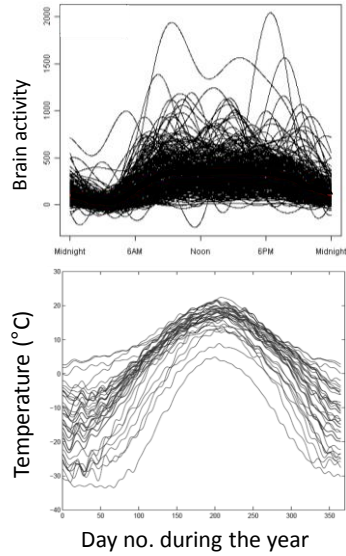 Brain activity
2000
1500
1000
500
0
Midnight 6AM Noon 6PM Midnight
Temperature (°C)
30
20
10
0
-10
-20
-30
-40
0 50 100 150 200 250 300 350
Day no. during the year